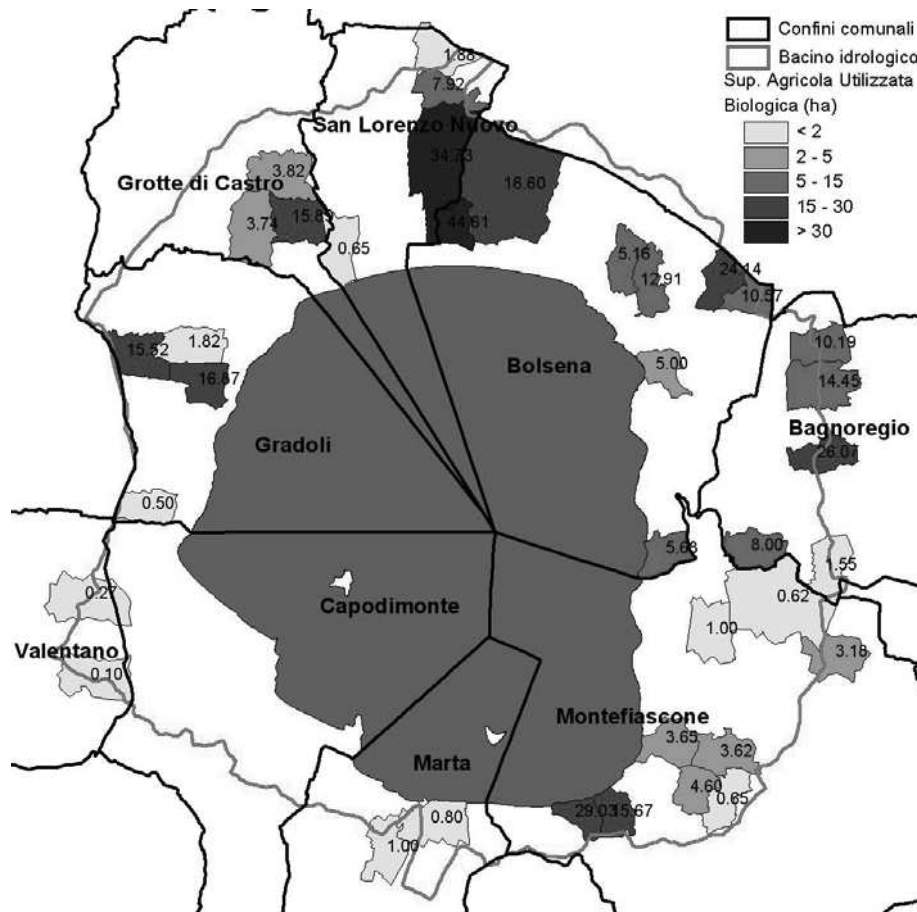 Confini comunali
Bacino idrologico
Sup. Agricola Utilizzata
Biologica (ha)
< 2
2 - 5
5 - 15
15 - 30
> 30
1.88
7.92
San Lorenzo Nuovo
34.73
16.60
44.61
3.82
Grotte di Castro
3.74
15.85
0.65
5.16
12.91
24.14
10.57
15.52
1.82
16.87
Bolsena
5.00
10.19
14.45
Bagnoregio
26.07
Gradoli
0.50
5.68
8.00
1.55
0.27
Capodimonte
0.62
1.00
Valentano
0.10
3.18
Montefiascone
3.65
3.62
Marta
4.60
0.65
29.03
15.67
0.80
1.00